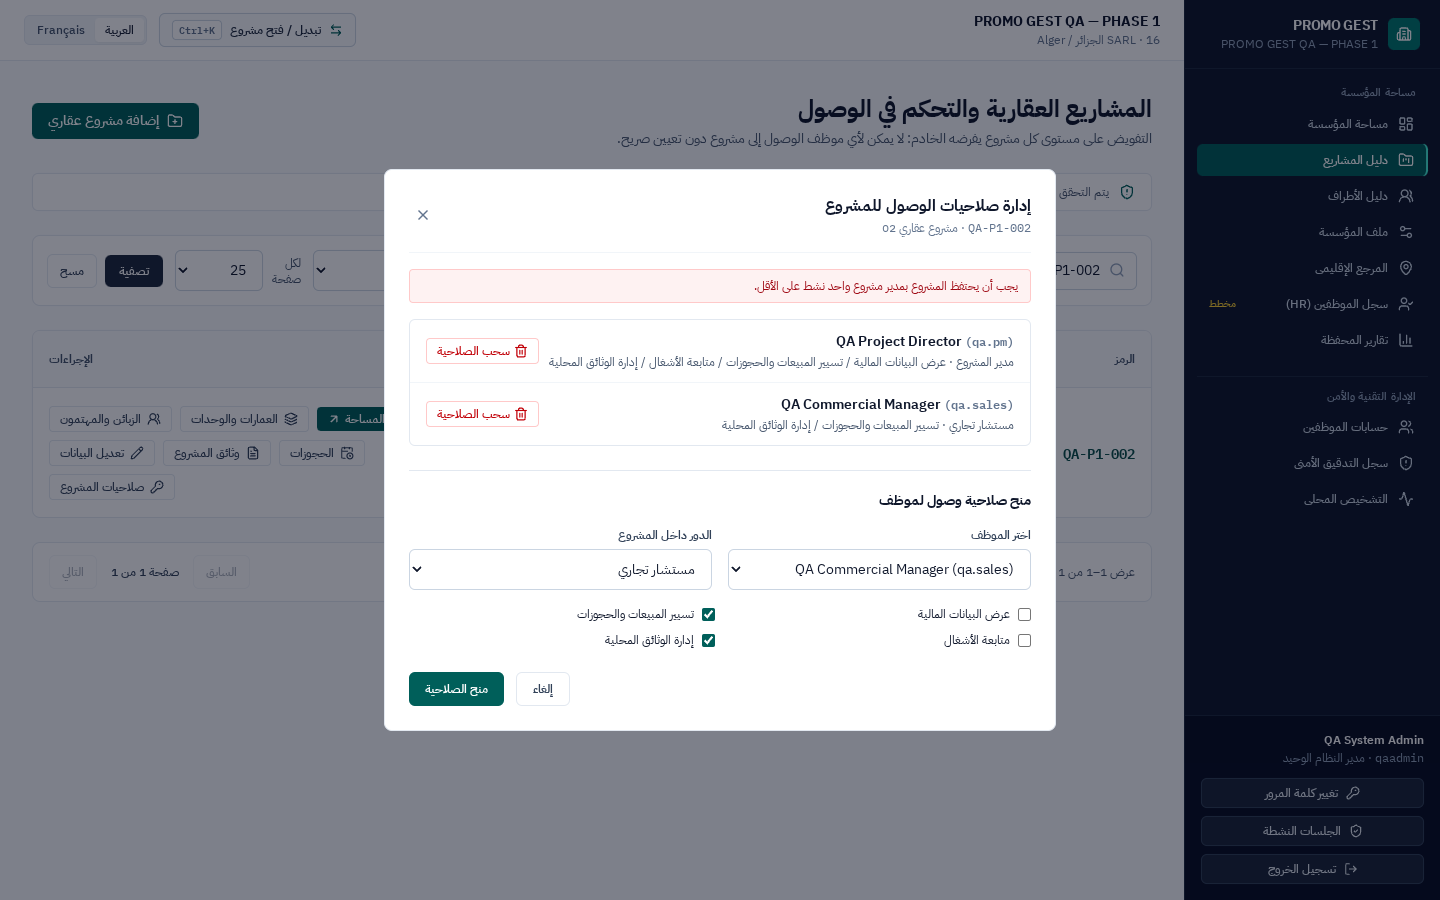 PROMO GEST
PROMO GEST QA — PHASE 1
مساحة المؤسسة
مساحة المؤسسة
دليل المشاريع
دليل الأطراف
ملف المؤسسة
المرجع الإقليمي
سجل الموظفين (HR)
مخطط
تقارير المحفظة
الإدارة التقنية والأمن
حسابات الموظفين
سجل التدقيق الأمني
التشخيص المحلي
QA System Admin
qaadmin · مدير النظام الوحيد
تغيير كلمة المرور
الجلسات النشطة
تسجيل الخروج
PROMO GEST QA — PHASE 1
SARL · 16 الجزائر / Alger
تبديل / فتح مشروع Ctrl+K
العربية Français
المشاريع العقارية والتحكم في الوصول
التفويض على مستوى كل مشروع يفرضه الخادم: لا يمكن لأي موظف الوصول إلى مشروع دون تعيين صريح.
إضافة مشروع عقاري
يتم التحقق
P1-002
لكل صفحة
25
تصفية
مسح
الرمز
الإجراءات
QA-P1-002
المساحة
العمارات والوحدات
الزبائن والمهتمون
الحجوزات
وثائق المشروع
تعديل البيانات
صلاحيات المشروع
عرض 1–1 من 1
السابق
صفحة 1 من 1
التالي
إدارة صلاحيات الوصول للمشروع
QA-P1-002 · مشروع عقاري 02
يجب أن يحتفظ المشروع بمدير مشروع واحد نشط على الأقل.
QA Project Director (qa.pm)
مدير المشروع · عرض البيانات المالية / تسيير المبيعات والحجوزات / متابعة الأشغال / إدارة الوثائق المحلية
سحب الصلاحية
QA Commercial Manager (qa.sales)
مستشار تجاري · تسيير المبيعات والحجوزات / إدارة الوثائق المحلية
سحب الصلاحية
منح صلاحية وصول لموظف
اختر الموظف
الدور داخل المشروع
QA Commercial Manager (qa.sales)
مستشار تجاري
عرض البيانات المالية
تسيير المبيعات والحجوزات
متابعة الأشغال
إدارة الوثائق المحلية
إلغاء
منح الصلاحية